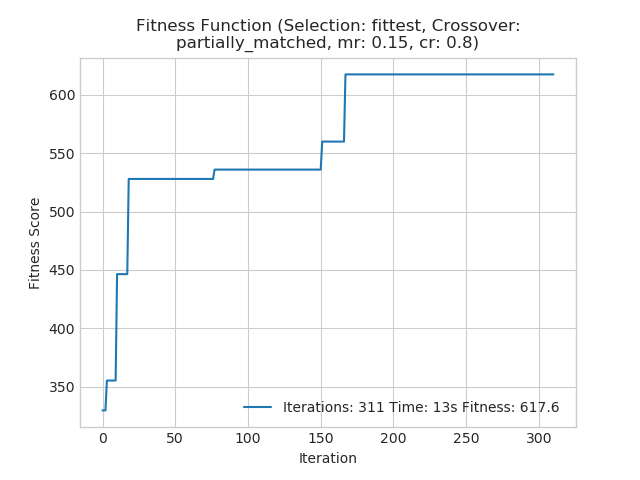 Fitness Function (Selection: fittest, Crossover:
partially_matched, mr: 0.15, cr: 0.8)
Fitness Score
600
550
500
450
400
350
Iterations: 311 Time: 13s Fitness: 617.6
0 50 100 150 200 250 300
Iteration